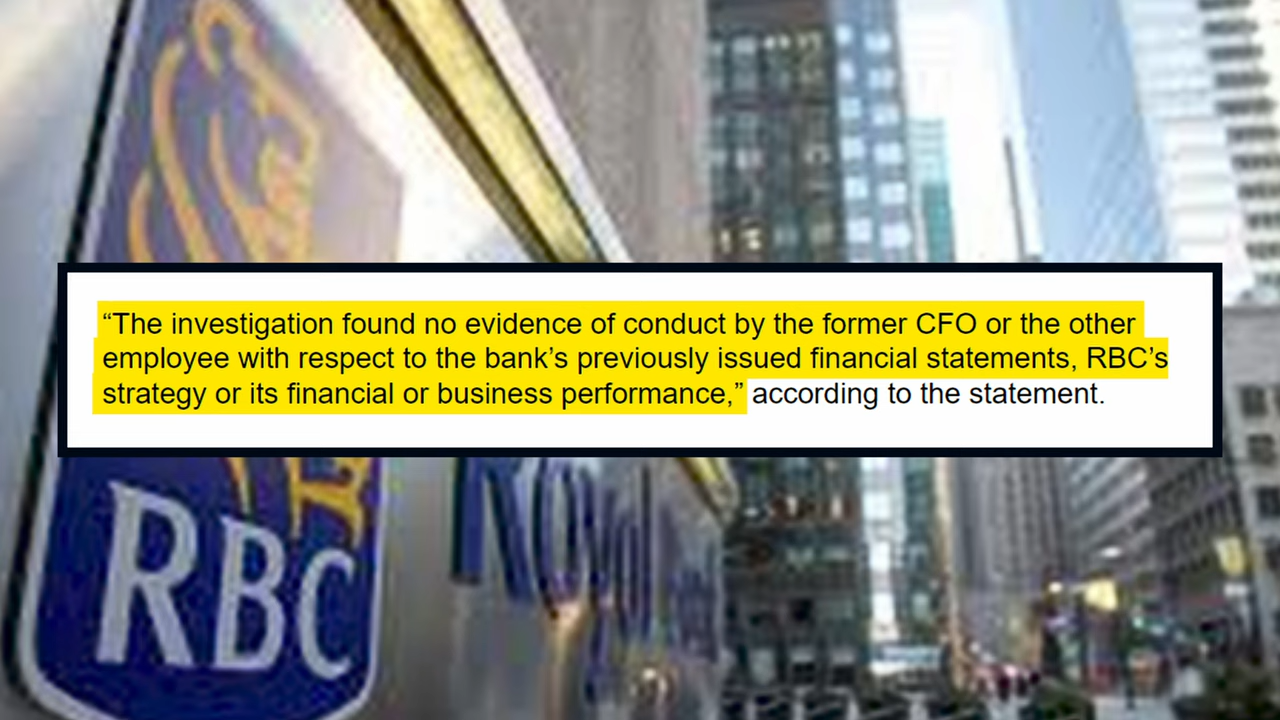 “The investigation found no evidence of conduct by the former CFO or the other
employee with respect to the bank’s previously issued financial statements, RBC’s
strategy or its financial or business performance,” according to the statement.
RBC
Royal